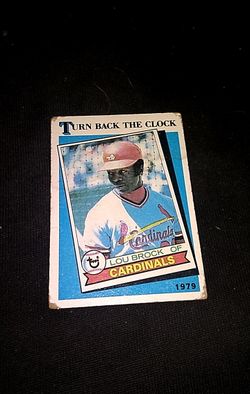 TURN BACK THE CLOCK
Cardinals
LOU BROCK OF
CARDINALS
1979